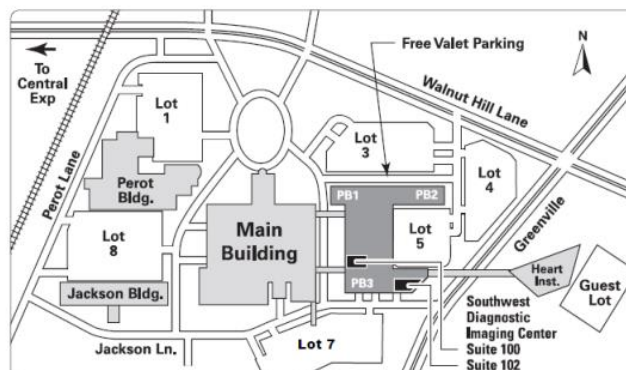 Free Valet Parking
N
To
Central
Exp
Walnut Hill Lane
Lot
1
Lot
3
Lot
4
Perot Lane
Perot
Bldg.
PB1
PB2
Main
Building
Lot
5
Greenville
Lot
8
Heart
Inst.
Guest
Lot
PB3
Jackson Bldg.
Southwest
Diagnostic
Imaging Center
Suite 100
Suite 102
Jackson Ln.
Lot 7